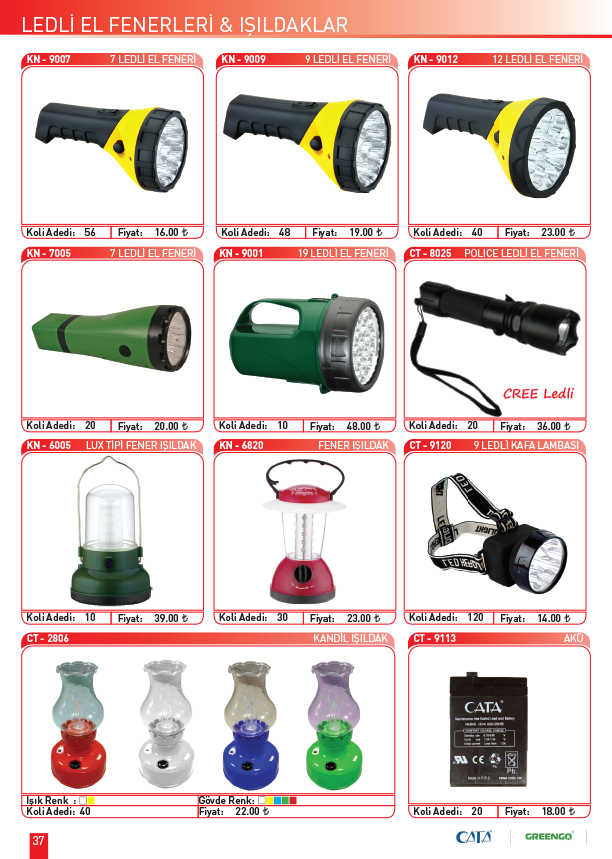 LEDLİ EL FENERLERİ & IŞILDAKLAR
KN - 9007 7 LEDLİ EL FENERİ
KN - 9009 9 LEDLİ EL FENERİ
KN - 9012 12 LEDLİ EL FENERİ
Koli Adedi: 56 Fiyat: 16.00 ₺
Koli Adedi: 48 Fiyat: 19.00 ₺
Koli Adedi: 40 Fiyat: 23.00 ₺
KN - 7005 7 LEDLİ EL FENERİ
KN - 9001 19 LEDLİ EL FENERİ
CT - 8025 POLICE LEDLİ EL FENERİ
CREE Ledli
Koli Adedi: 20 Fiyat: 20.00 ₺
Koli Adedi: 10 Fiyat: 48.00 ₺
Koli Adedi: 20 Fiyat: 36.00 ₺
KN - 6005 LUX TİPİ FENER IŞILDAK
KN - 6820 FENER IŞILDAK
CT - 9120 9 LEDLİ KAFA LAMBASI
Koli Adedi: 10 Fiyat: 39.00 ₺
Koli Adedi: 30 Fiyat: 23.00 ₺
Koli Adedi: 120 Fiyat: 14.00 ₺
CT - 2806 KANDİL IŞILDAK
CT - 9113 AKÜ
CATA
Pb
Işık Renk :
Gövde Renk:
Koli Adedi: 40 Fiyat: 22.00 ₺
Koli Adedi: 20 Fiyat: 18.00 ₺
37
CATA
GREENGO